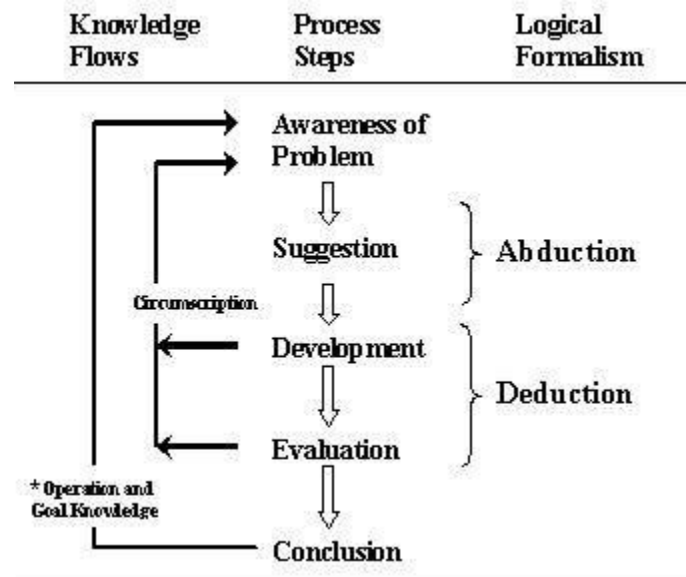 Knowledge Flows
Process Steps
Logical Formalism
Awareness of Problem
Suggestion
Abduction
Circumscription
Development
Deduction
Evaluation
* Operation and
Goal Knowledge
Conclusion